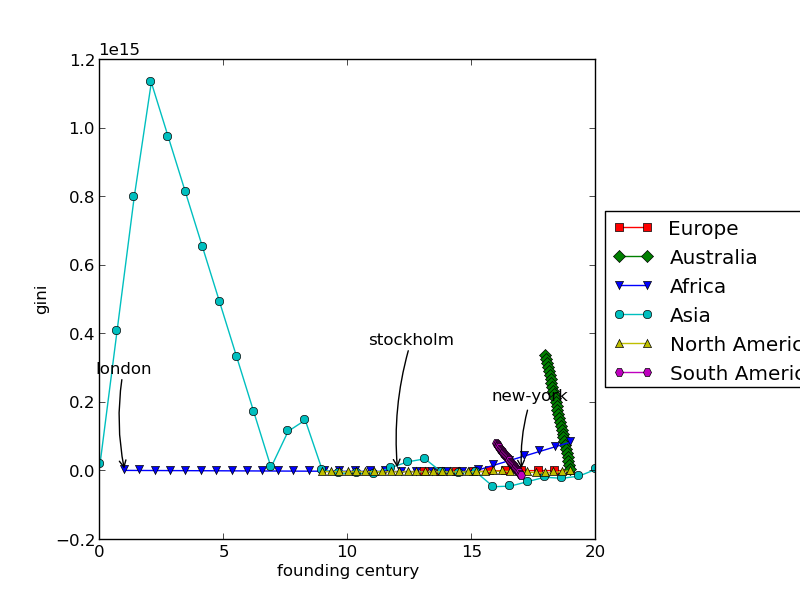 1e15
1.2
1.0
0.8
0.6
0.4
0.2
0.0
−0.2
gini
london
stockholm
new-york
0
5
10
15
20
founding century
Europe
Australia
Africa
Asia
North Americ
South Americ